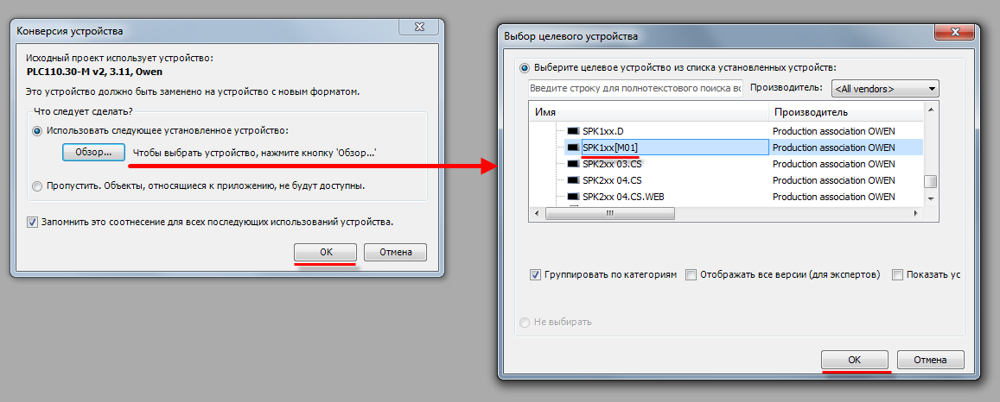 Конверсия устройства
Исходный проект использует устройство:
PLC110.30-M v2, 3.11, Owen
Это устройство должно быть заменено на устройство с новым форматом.
Что следует сделать?
Использовать следующее установленное устройство:
Обзор... Чтобы выбрать устройство, нажмите кнопку 'Обзор...'
Пропустить. Объекты, относящиеся к приложению, не будут доступны.
Запомнить это соотнесение для всех последующих использований устройства.
OK Отмена
Выбор целевого устройства
Выберите целевое устройство из списка установленных устройств:
Введите строку для полнотекстового поиска вс Производитель: <All vendors>
Имя Производитель
SPK1xx.D Production association OWEN
SPK1xx[M01] Production association OWEN
SPK2xx 03.CS Production association OWEN
SPK2xx 04.CS Production association OWEN
SPK2xx 04.CS.WEB Production association OWEN
Группировать по категориям Отображать все версии (для экспертов) Показать ус
Не выбирать
OK Отмена